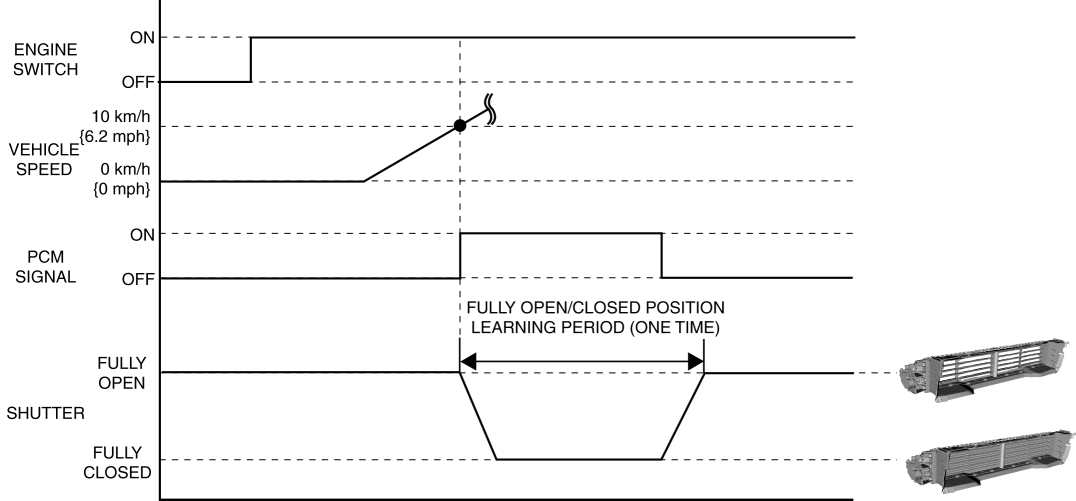 ON
ENGINE
SWITCH
OFF
10 km/h
{6.2 mph}
VEHICLE
SPEED
0 km/h
{0 mph}
ON
PCM
SIGNAL
OFF
FULLY OPEN/CLOSED POSITION
LEARNING PERIOD (ONE TIME)
FULLY
OPEN
SHUTTER
FULLY
CLOSED